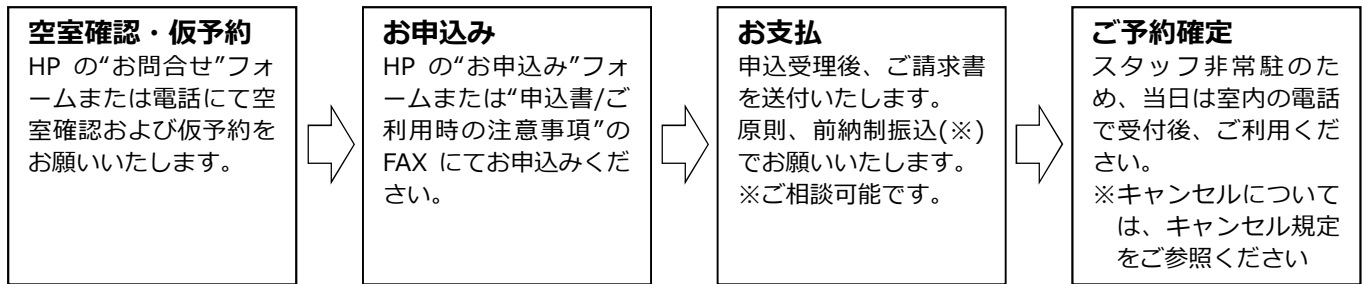 空室確認・仮予約
HP の“お問合せ”フォ
ームまたは電話にて空
室確認および仮予約を
お願いいたします。
お申込み
HP の“お申込み”フォ
ームまたは“申込書/ご
利用時の注意事項”の
FAX にてお申込みくだ
さい。
お支払
申込受理後、ご請求書
を送付いたします。
原則、前納制振込(※)
でお願いいたします。
※ご相談可能です。
ご予約確定
スタッフ非常駐のた
め、当日は室内の電話
で受付後、ご利用くだ
さい。
※キャンセルについて
は、キャンセル規定
をご参照ください